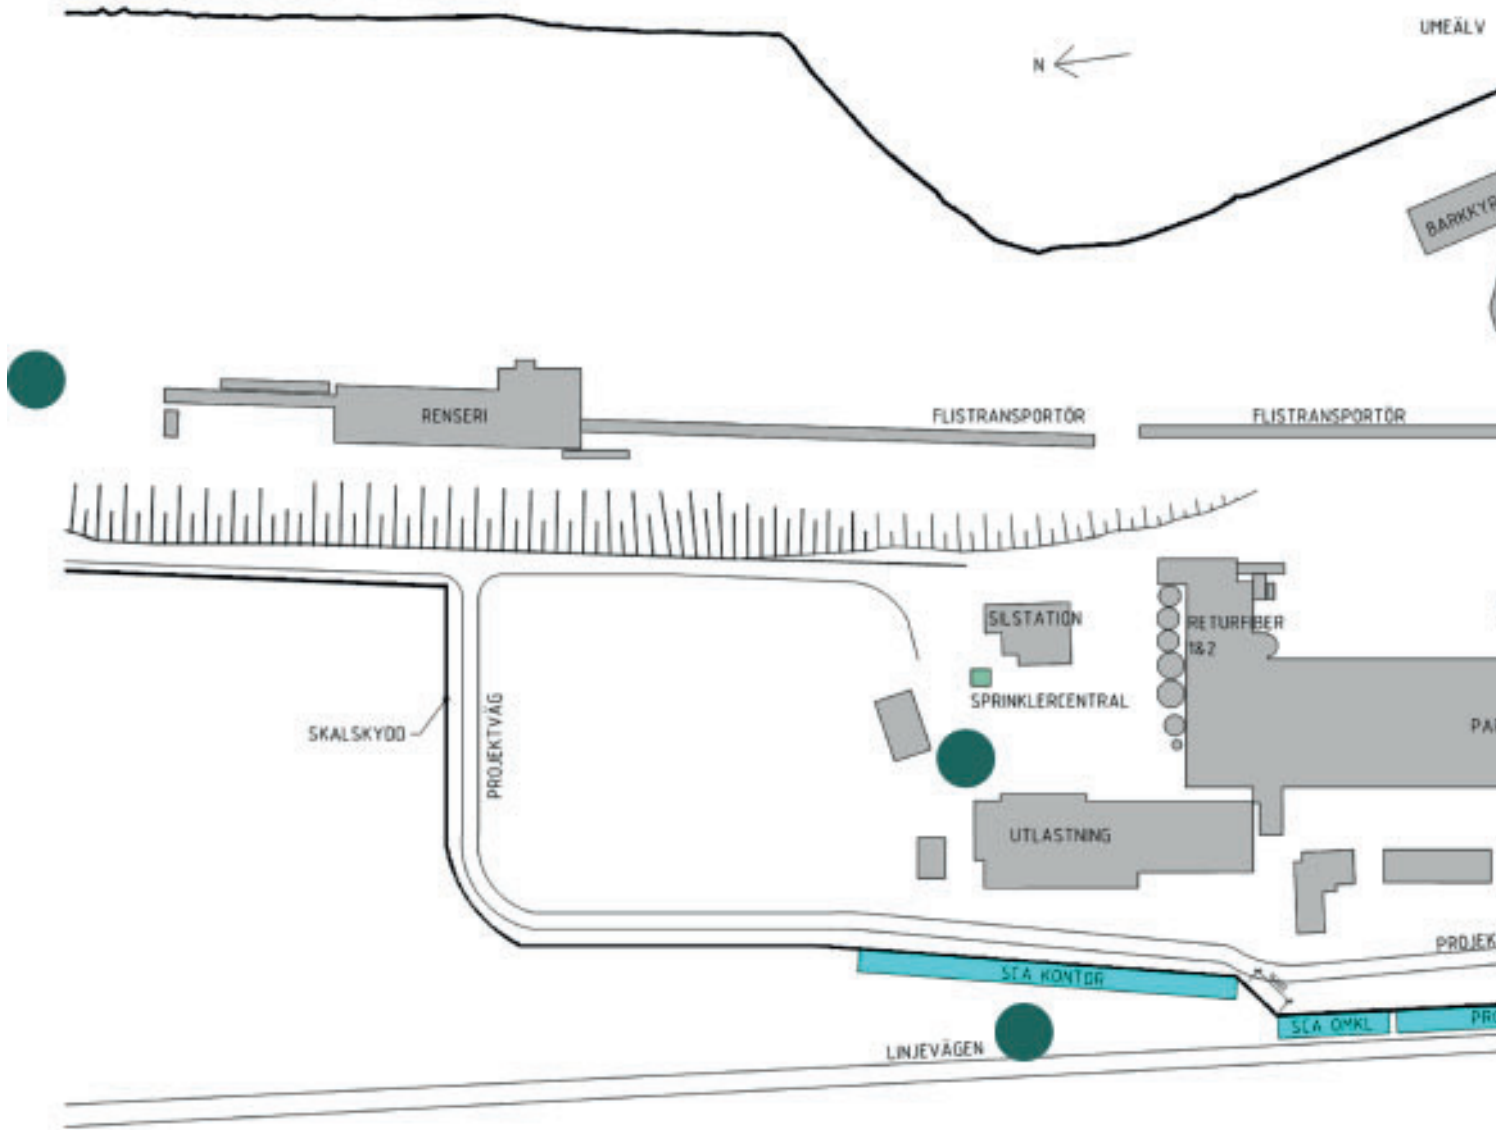 UMEÄLV
N
RENSERI
FLISTRANSPORTÖR
FLISTRANSPORTÖR
SILSTATION
RETURFIBER
1&2
SPRINKLERCENTRAL
SKALSKYDD
PROJEKTVÄG
UTLASTNING
SCA KONTOR
SCA OMKL
LINJEVÄGEN